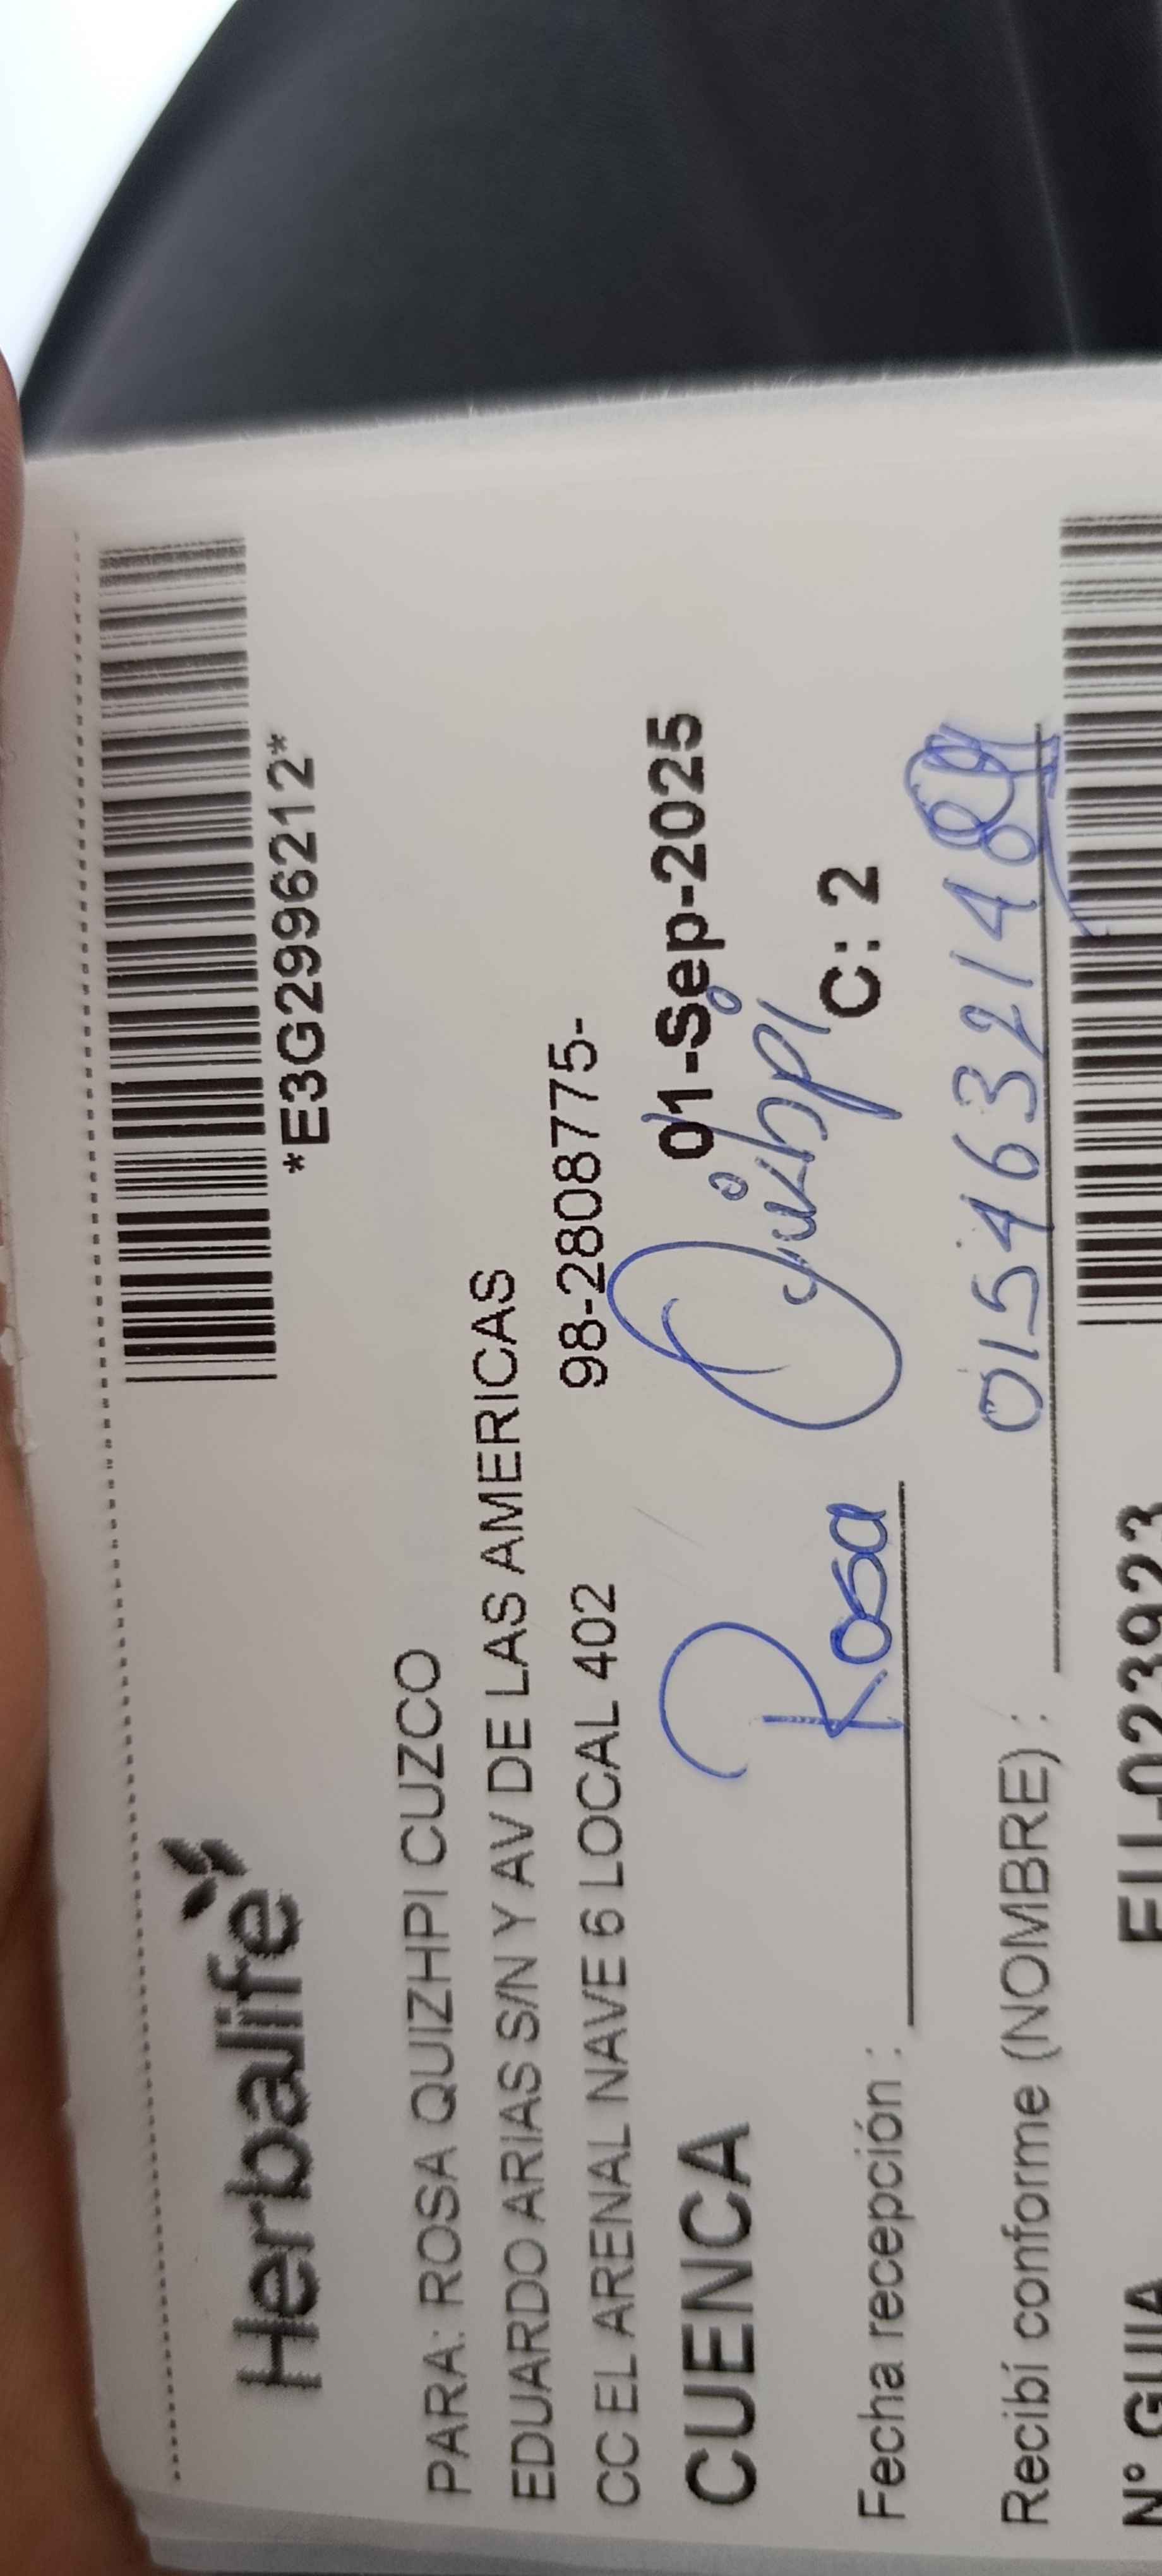 Herbalife
*E3G2996212*
PARA: ROSA QUIZHPI CUZCO
EDUARDO ARIAS S/N Y AV DE LAS AMERICAS
CC EL ARENAL NAVE 6 LOCAL 402 98-2808775-
CUENCA 01-Sep-2025
Rosa Quizhpi
Fecha recepción : C: 2
Recibí conforme (NOMBRE) :
N° GUIA